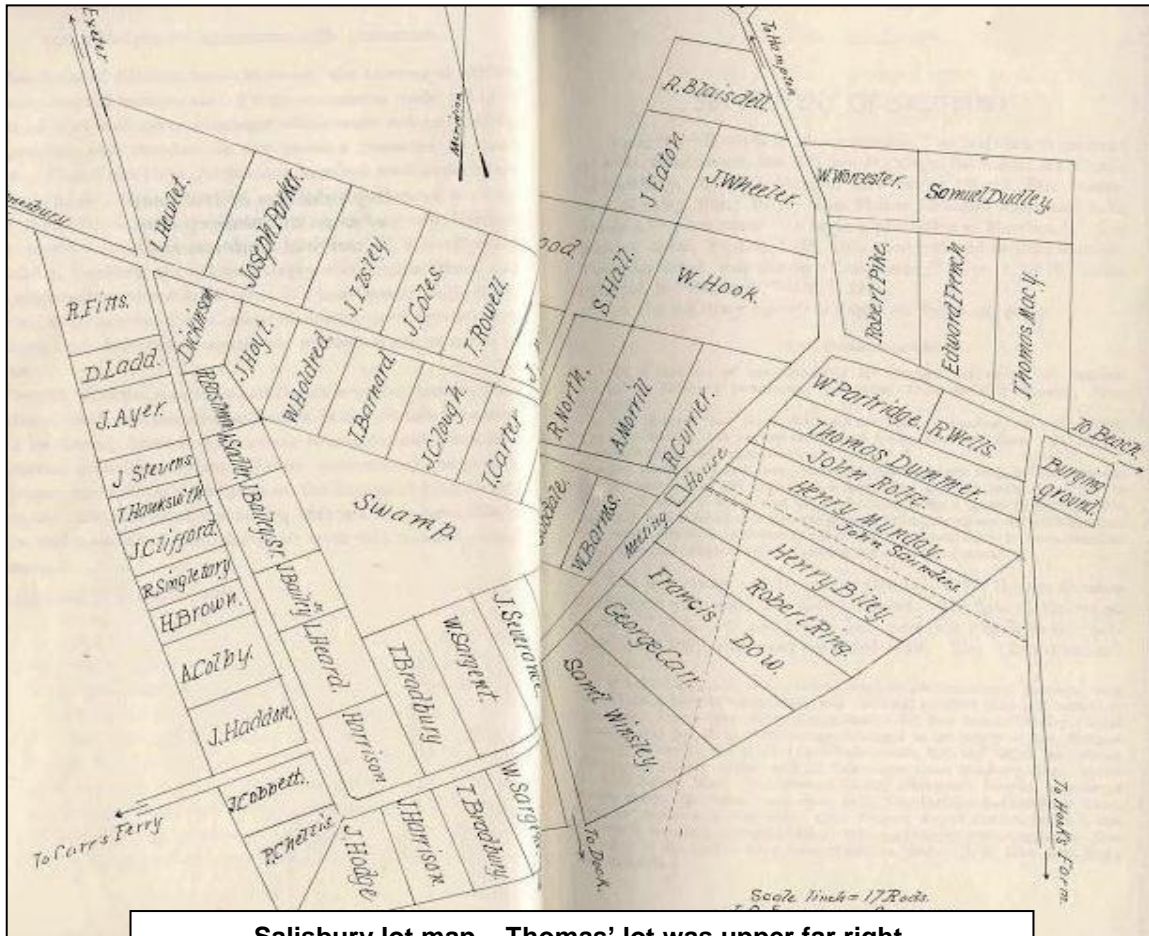 Exeter
To Hampton
Meridian
R. Blaisdell.
J. Eaton
J. Wheeler.
W. Worcester.
Samuel Dudley.
L. Hewlet.
Joseph Parker.
J. Ilsley
J. Coles.
T. Rowell.
S. Hall.
W. Hook.
Robert Pike.
Edward French.
Thomas Macy.
R. Fitts.
Dickinson
J. Hoyt.
W. Holdred.
T. Barnard.
J. Clough.
T. Carter
R. North.
A. Morrill
R. Currier.
W. Partridge.
R. Wells.
To Beach.
Burying
ground.
D. Ladd.
J. Ayer.
J Stevens.
T. Hauksworth.
J. Clifford.
R. Singletary
H. Brown.
A. Colby.
J. Haddon.
J. Bailey, Sr.
J. Bailey
L. Heard.
Harrison
Swamp.
T. Bradbury
W. Sargent.
J. Severance.
W. Barnes.
Meeting House
Thomas Dummer.
John Rolfe.
Henry Munday.
John Saunders.
Henry Biley.
Robert Ring.
Francis Dow.
George Carr.
Saml Winsley.
To Carrs Ferry
J. Cobbett.
P. Challis.
J. Hodge
J. Harrison.
T. Bradbury
W. Sargen
To Dock.
To Hook's Farm.
Scale 1 inch = 17 Rods.
Salisbury lot map – Thomas' lot was upper far right